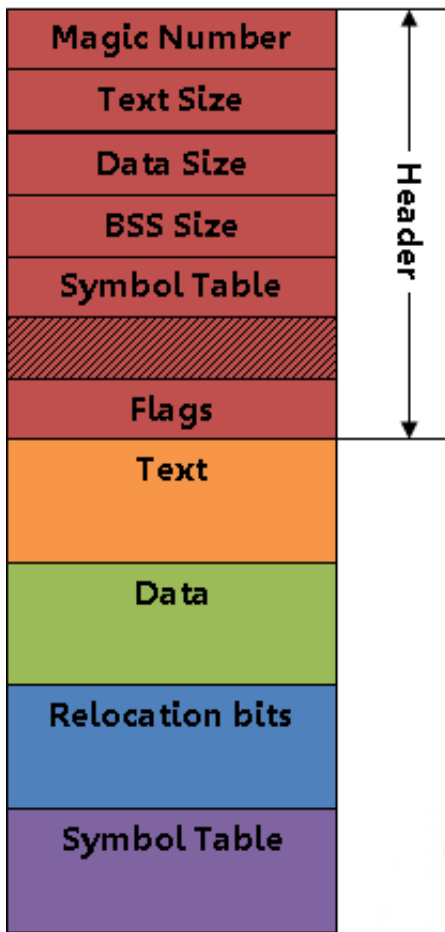 Magic Number
Text Size
Data Size
BSS Size
Symbol Table
Flags
Header
Text
Data
Relocation bits
Symbol Table